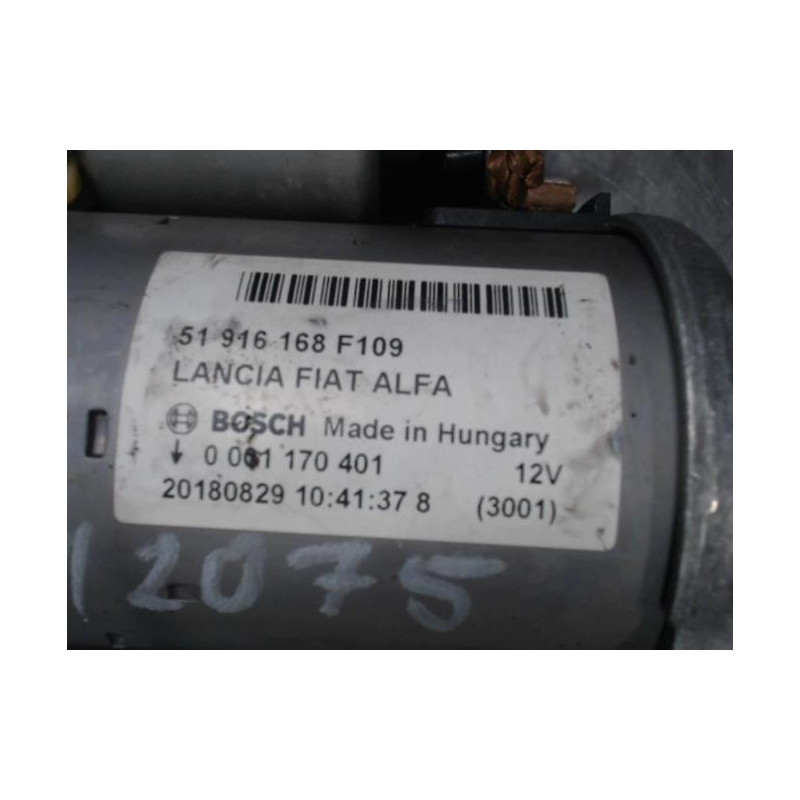 51 916 168 F109
LANCIA FIAT ALFA
BOSCH Made in Hungary
0 001 170 401 12V
20180829 10:41:37 8 (3001)
12075